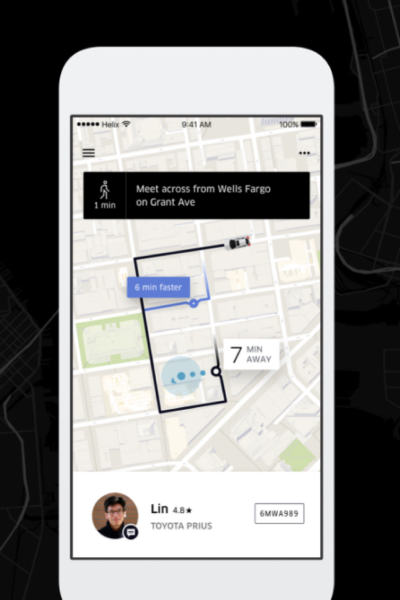 Helix 9:41 AM 100%
1 min
Meet across from Wells Fargo
on Grant Ave
6 min faster
7 MIN
AWAY
Lin 4.8★
TOYOTA PRIUS
6MWA989